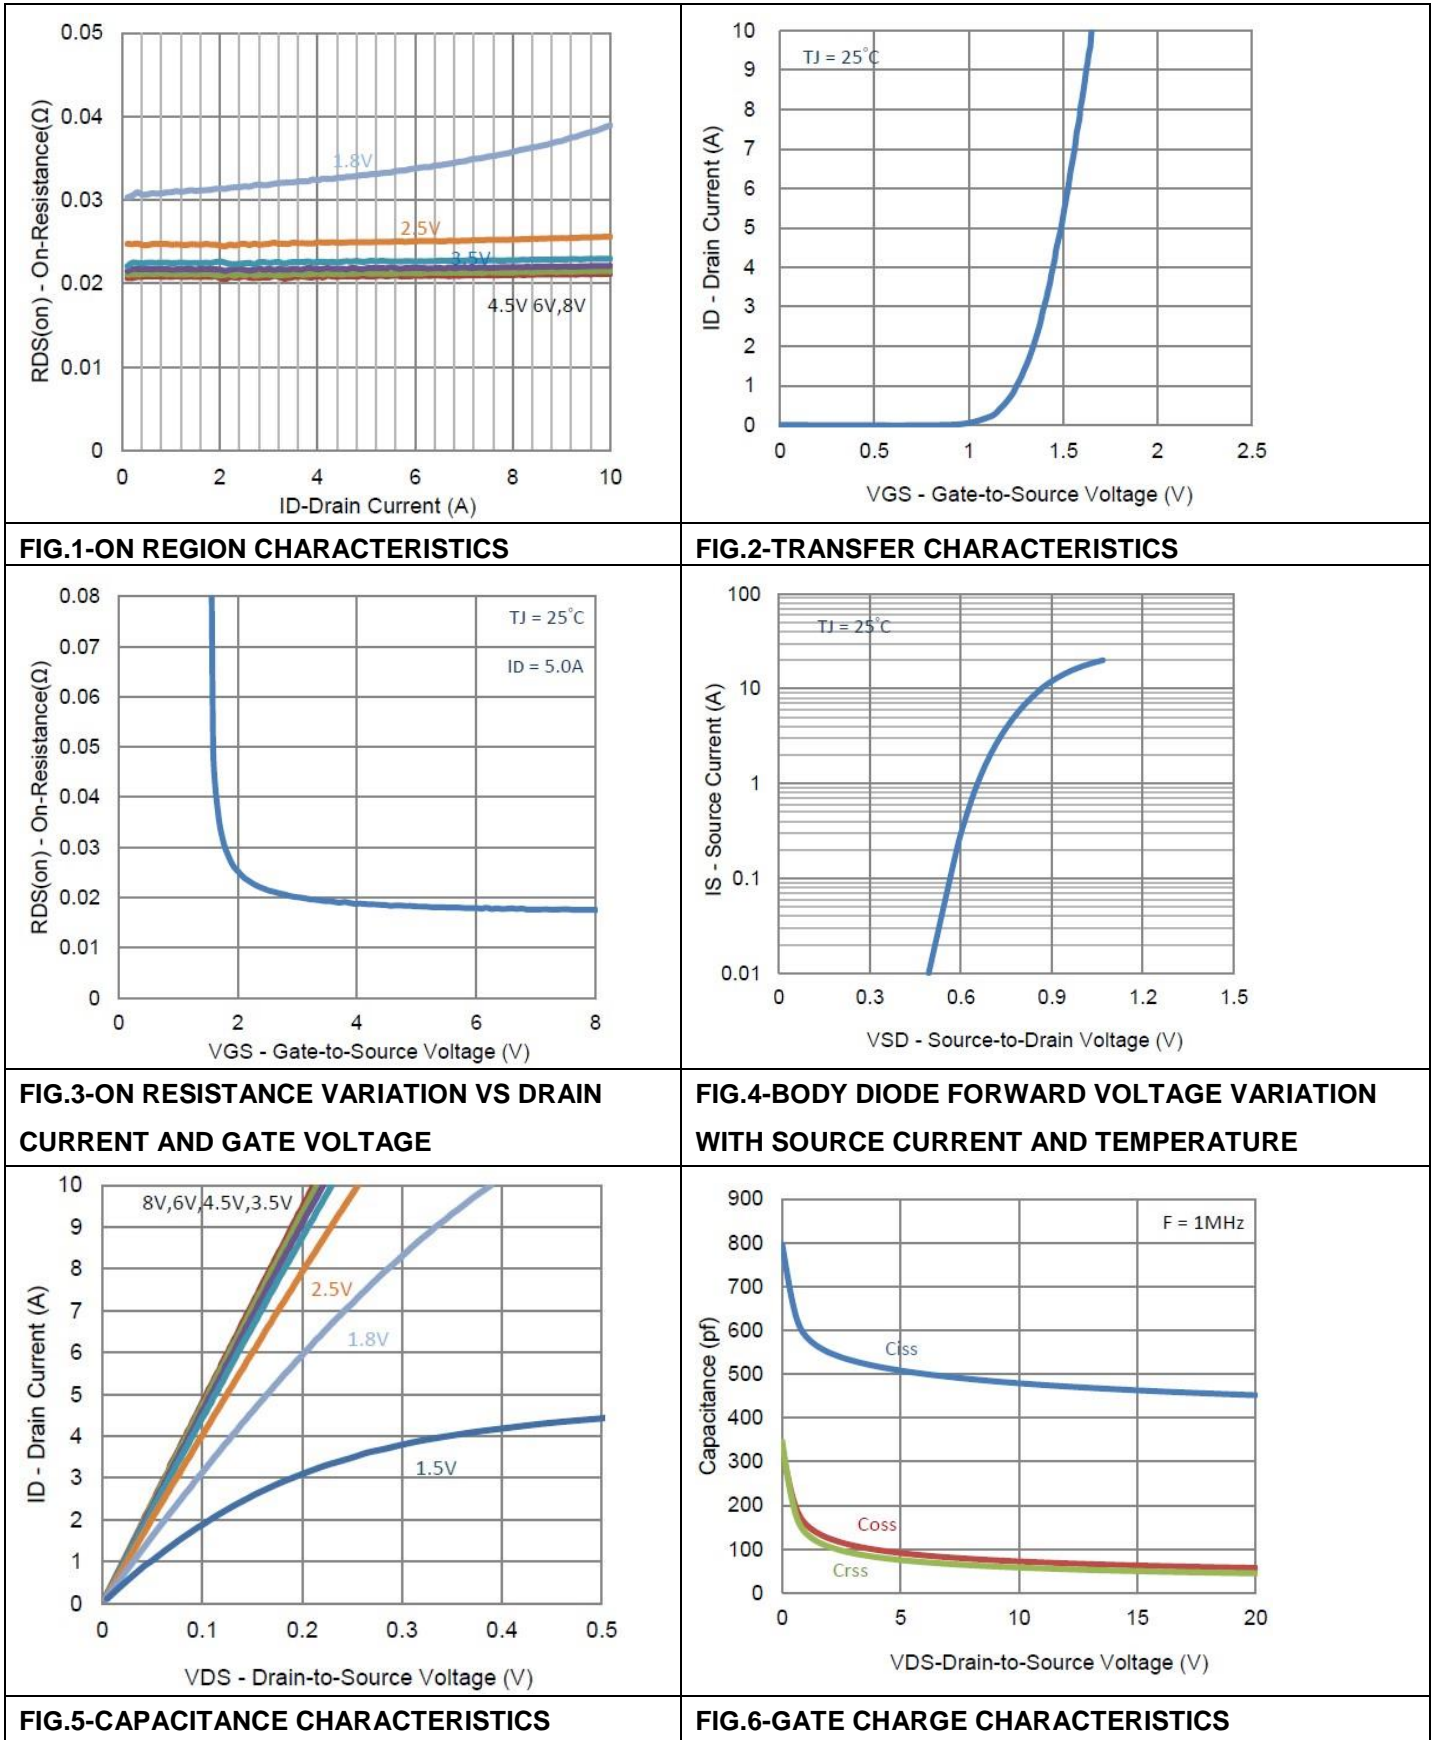 0.05
0.04
0.03
0.02
0.01
0
RDS(on) - On-Resistance(Ω)
1.8V
2.5V
3.5V
4.5V 6V,8V
0 2 4 6 8 10
ID-Drain Current (A)
FIG.1-ON REGION CHARACTERISTICS
10
9
8
7
6
5
4
3
2
1
0
ID - Drain Current (A)
TJ = 25°C
0 0.5 1 1.5 2 2.5
VGS - Gate-to-Source Voltage (V)
FIG.2-TRANSFER CHARACTERISTICS
0.08
0.07
0.06
0.05
0.04
0.03
0.02
0.01
0
RDS(on) - On-Resistance(Ω)
TJ = 25°C
ID = 5.0A
0 2 4 6 8
VGS - Gate-to-Source Voltage (V)
FIG.3-ON RESISTANCE VARIATION VS DRAIN
CURRENT AND GATE VOLTAGE
100
10
1
0.1
0.01
IS - Source Current (A)
TJ = 25°C
0 0.3 0.6 0.9 1.2 1.5
VSD - Source-to-Drain Voltage (V)
FIG.4-BODY DIODE FORWARD VOLTAGE VARIATION
WITH SOURCE CURRENT AND TEMPERATURE
10
9
8
7
6
5
4
3
2
1
0
ID - Drain Current (A)
8V,6V,4.5V,3.5V
2.5V
1.8V
1.5V
0 0.1 0.2 0.3 0.4 0.5
VDS - Drain-to-Source Voltage (V)
FIG.5-CAPACITANCE CHARACTERISTICS
900
800
700
600
500
400
300
200
100
0
Capacitance (pf)
F = 1MHz
Ciss
Coss
Crss
0 5 10 15 20
VDS-Drain-to-Source Voltage (V)
FIG.6-GATE CHARGE CHARACTERISTICS